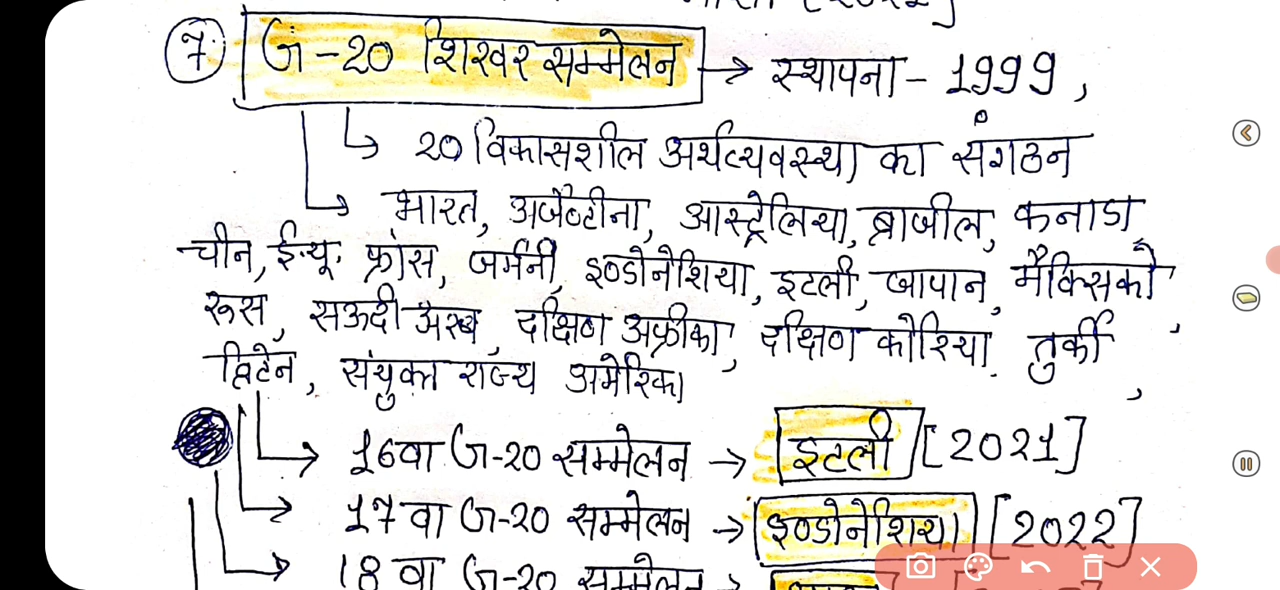 7. G-20 शिखर सम्मेलन → स्थापना - 1999,
20 विकासशील अर्थव्यवस्था का संगठन
भारत, अर्जेण्टीना, आस्ट्रेलिया, ब्राजील, कनाडा,
चीन, ई.यू. फ्रांस, जर्मनी, इण्डोनेशिया, इटली, जापान, मैक्सिको,
रूस, सऊदी अरब, दक्षिण अफ्रीका, दक्षिण कोरिया, तुर्की,
ब्रिटेन, संयुक्त राज्य अमेरिका
→ 16वा G-20 सम्मेलन → इटली [2021]
→ 17 वा G-20 सम्मेलन → इण्डोनेशिया [2022]
→ 18 वा G-20 सम्मेलन →